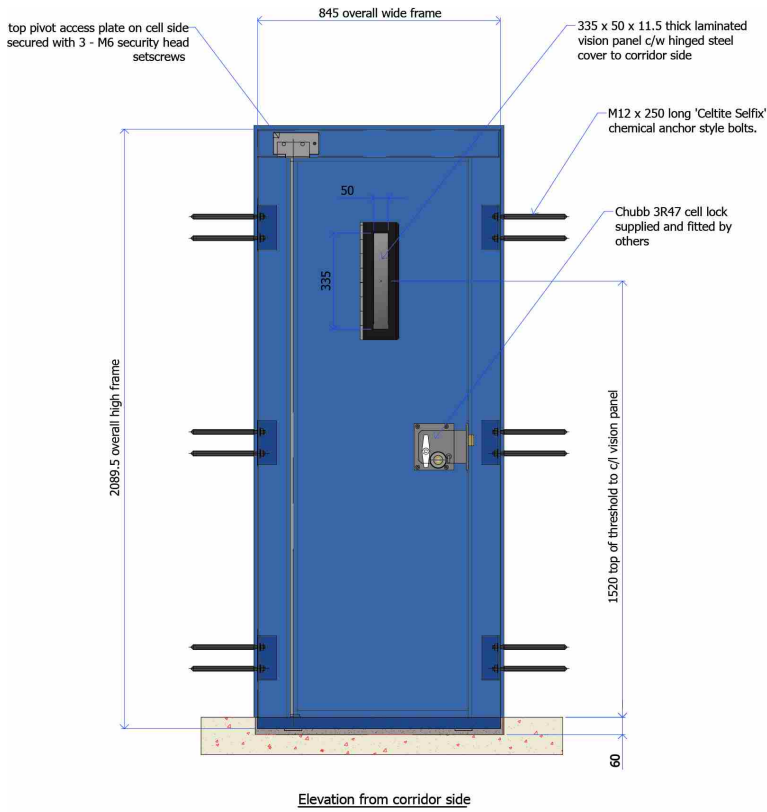 845 overall wide frame
top pivot access plate on cell side
secured with 3 - M6 security head
setscrews
335 x 50 x 11.5 thick laminated
vision panel c/w hinged steel
cover to corridor side
M12 x 250 long 'Celtite Selfix'
chemical anchor style bolts.
50
Chubb 3R47 cell lock
supplied and fitted by
others
335
2089.5 overall high frame
1520 top of threshold to c/l vision panel
60
Elevation from corridor side